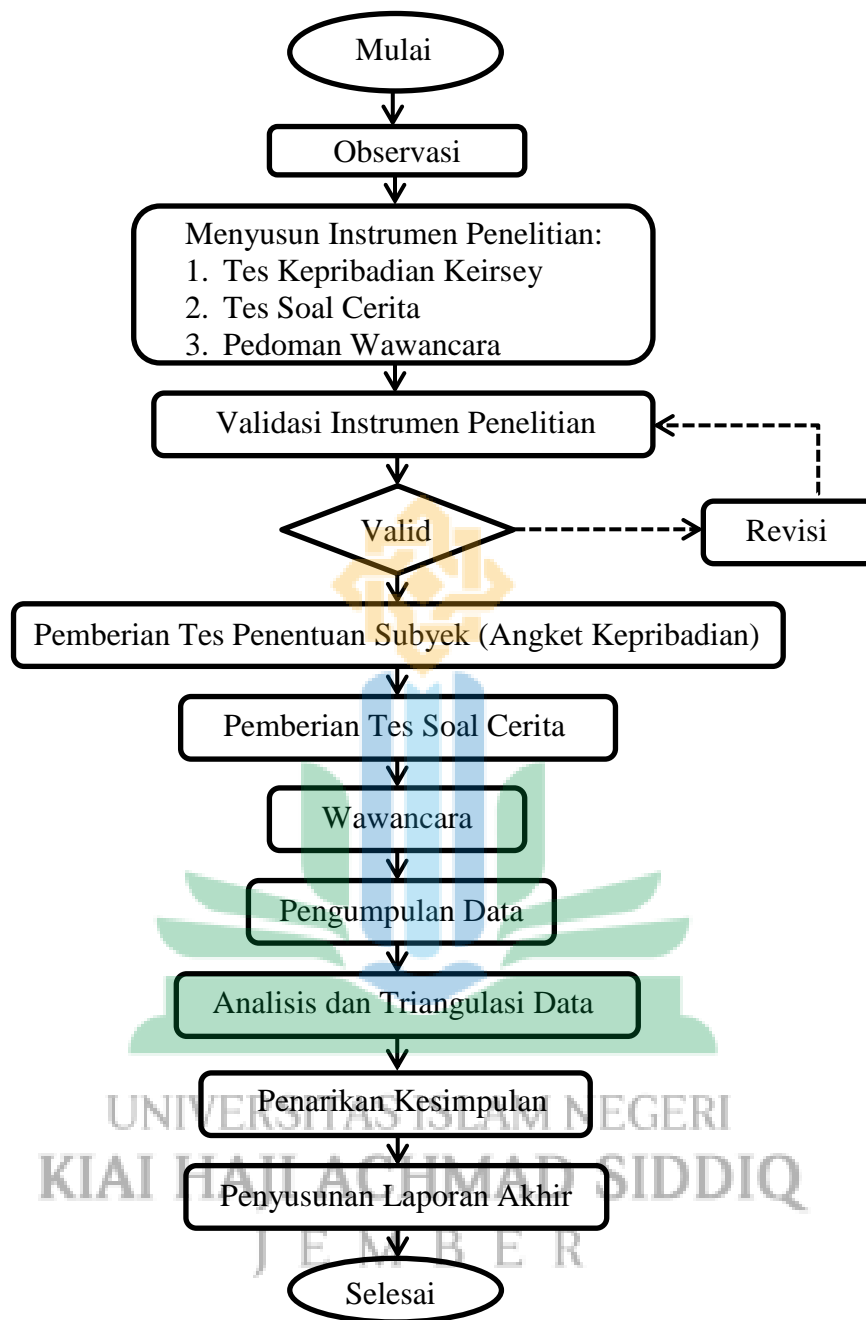 Mulai
Observasi
Menyusun Instrumen Penelitian:
1. Tes Kepribadian Keirsey
2. Tes Soal Cerita
3. Pedoman Wawancara
Validasi Instrumen Penelitian
Valid
Revisi
Pemberian Tes Penentuan Subyek (Angket Kepribadian)
Pemberian Tes Soal Cerita
Wawancara
Pengumpulan Data
Analisis dan Triangulasi Data
Penarikan Kesimpulan
UNIVERSITAS ISLAM NEGERI
KIAI HAJI ACHMAD SIDDIQ
Penyusunan Laporan Akhir
JEMBER
Selesai